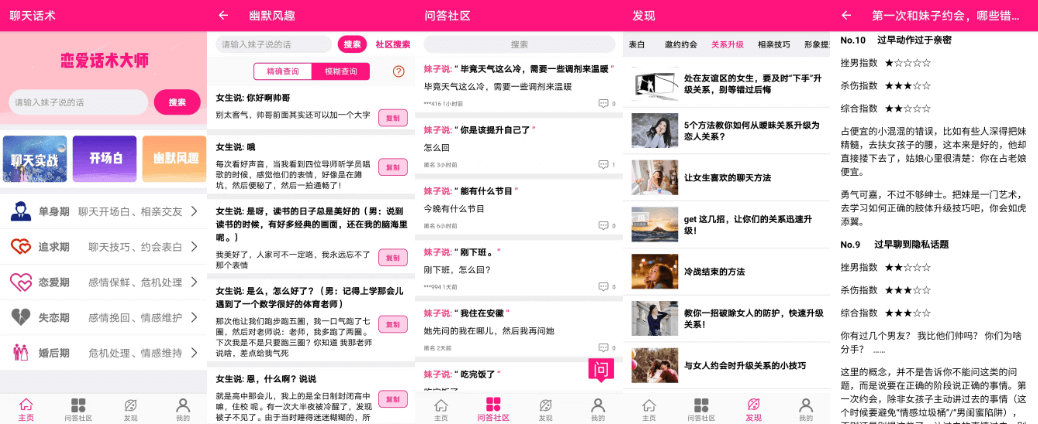 聊天话术
恋爱话术大师
请输入妹子说的话
搜索
聊天实战
开场白
幽默风趣
单身期
聊天开场白、相亲交友
追求期
聊天技巧、约会表白
恋爱期
感情保鲜、危机处理
失恋期
感情挽回、情感维护
婚后期
危机处理、情感维持
主页
问答社区
发现
我的
幽默风趣
请输入妹子说的话
搜索
社区搜索
精确查询
模糊查询
女生说: 你好啊帅哥
别太客气，帅哥前面其实还可以加一个大字
复制
女生说: 哦
每次看好声音，当我看到四位导师听学员唱
歌的时候，感觉他们的表情，好像是在蹲
坑，然后便秘了，然后一拍通畅了！
复制
女生说: 是呀，读书的日子总是美好的（男：说到
读书的时候，有好多经典的画面，还在我的脑海里
呢。）
我美好了，人家可不一定咯，我永远忘不了
那个表情
复制
女生说: 是么，怎么好了？（男：记得上学那会儿
遇到了一个数学很好的体育老师）
那次他让我们跑步跑五圈，我一口气跑了七
圈，然后对老师说：老师，我多跑了两圈。
下次我是不是只要跑三圈？你知道 我那老师
说啥，差点给我气死
复制
女生说: 恩，什么啊？说说
就是高中那会儿，我上的是全日制封闭高中
嘛，住校 呢。有一次大半夜被冷醒了，发现
被子不见了。由于当时睡得迷迷糊糊的，所
复制
主页
问答社区
发现
我的
问答社区
搜索
妹子说:“ 毕竟天气这么冷，需要一些调剂来温暖 ”
毕竟天气这么冷，需要一些调剂来温暖
***416 1小时前
0
妹子说:“ 你是该提升自己了 ”
怎么回
匿名 3小时前
1
妹子说:“ 能有什么节目 ”
今晚有什么节目
匿名 6小时前
0
妹子说:“ 刚下班。 ”
刚下班，怎么回？
***954 1天前
0
妹子说:“ 我住在安徽 ”
她先问的我在哪儿，然后我再问她
匿名 2天前
妹子说:“ 吃完饭了 ”
问
主页
问答社区
发现
我的
发现
表白
邀约约会
关系升级
相亲技巧
形象提
处在友谊区的女生，要及时“下手”升
级关系，别等错过后悔
5个方法教你如何从暧昧关系升级为
恋人关系？
让女生喜欢的聊天方法
get 这几招，让你们的关系迅速升
级！
冷战结束的方法
教你一招破除女人的防护，快速升级
关系！
与女人约会时升级关系的小技巧
主页
问答社区
发现
我的
第一次和妹子约会，哪些错...
No.10 过早动作过于亲密
挫男指数 ★☆☆☆☆
杀伤指数 ★★★☆☆
综合指数 ★★☆☆☆
占便宜的小混混的错误，比如有些人深得把妹
精髓，去扶女孩子的腰，这本来是好的，他却
直接搂下去了，姑娘心里很清楚：你在占老娘
便宜。
勇气可嘉，不过不够绅士。把妹是一门艺术，
去学习如何正确的肢体升级技巧吧，你会如虎
添翼。
No.9 过早聊到隐私话题
挫男指数 ★★☆☆☆
杀伤指数 ★★★☆☆
综合指数 ★★★☆☆
你有过几个男友？ 我比他们帅吗？ 你们为啥
分手？ ......
这里的概念，并不是告诉你不能问这类的问
题，而是说要在正确的阶段说正确的事情。第
一次约会，除非女孩子主动讲过去的事情（这
个时候要避免“情感垃圾桶”/“男闺蜜陷阱），